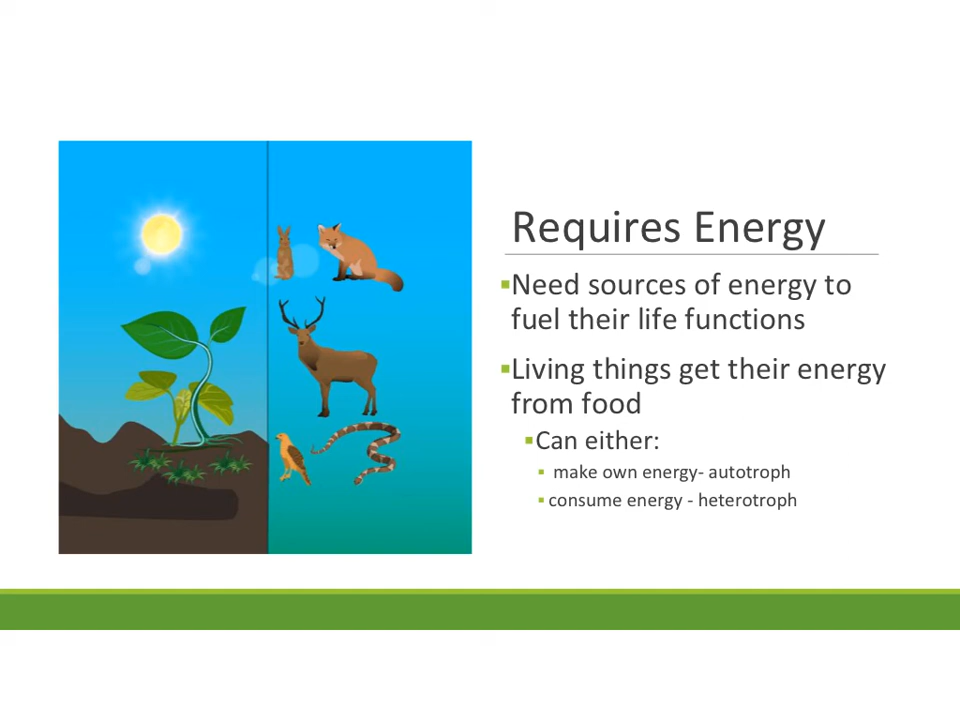 Requires Energy
▪Need sources of energy to
fuel their life functions
▪Living things get their energy
from food
▪Can either:
▪ make own energy- autotroph
▪consume energy - heterotroph